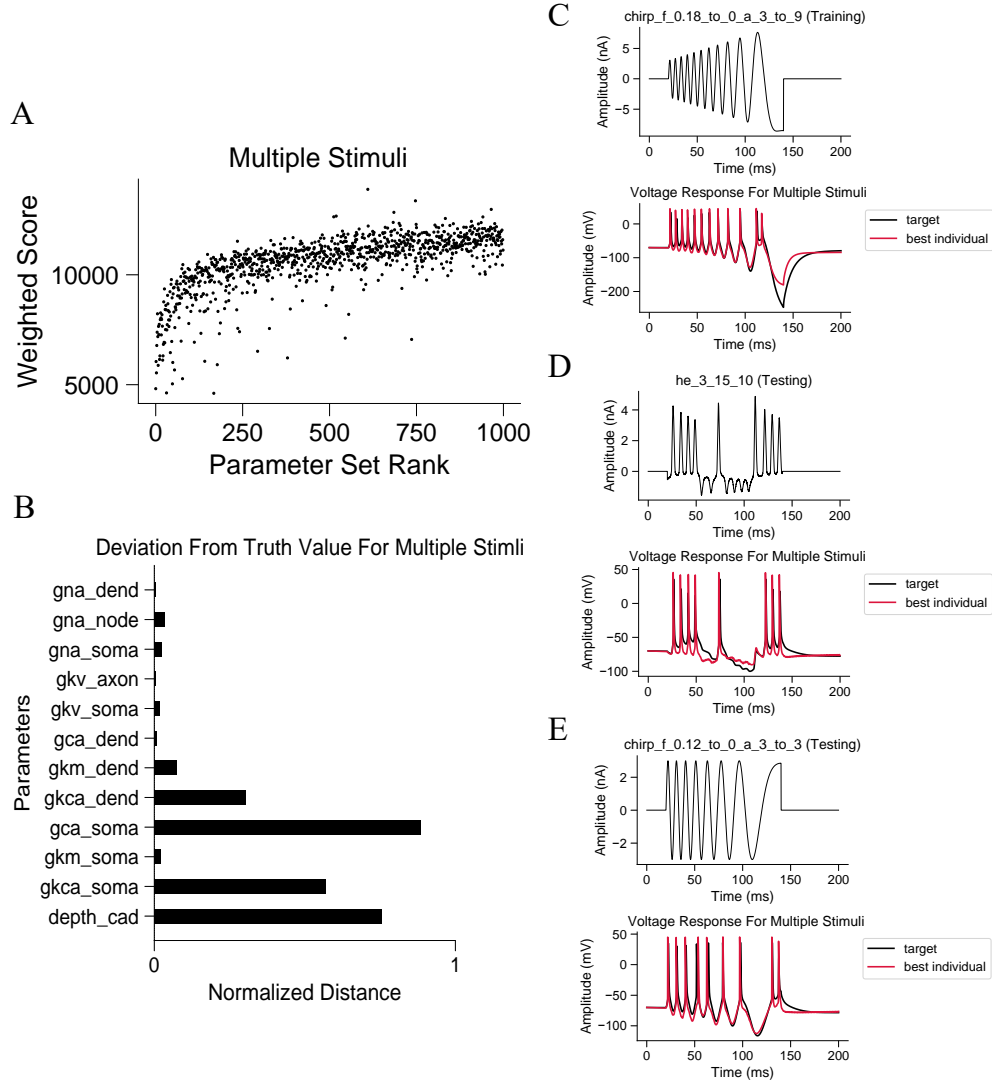 A
Multiple Stimuli
Weighted Score
10000
5000
0 250 500 750 1000
Parameter Set Rank
B
Deviation From Truth Value For Multiple Stimli
Parameters
gna_dend
gna_node
gna_soma
gkv_axon
gkv_soma
gca_dend
gkm_dend
gkca_dend
gca_soma
gkm_soma
gkca_soma
depth_cad
0 1
Normalized Distance
C
chirp_f_0.18_to_0_a_3_to_9 (Training)
Amplitude (nA)
5
0
−5
0 50 100 150 200
Time (ms)
Voltage Response For Multiple Stimuli
Amplitude (mV)
0
−100
−200
0 50 100 150 200
Time (ms)
target
best individual
D
he_3_15_10 (Testing)
Amplitude (nA)
4
2
0
0 50 100 150 200
Time (ms)
Voltage Response For Multiple Stimuli
Amplitude (mV)
50
0
−50
−100
0 50 100 150 200
Time (ms)
target
best individual
E
chirp_f_0.12_to_0_a_3_to_3 (Testing)
Amplitude (nA)
2
0
−2
0 50 100 150 200
Time (ms)
Voltage Response For Multiple Stimuli
Amplitude (mV)
50
0
−50
−100
0 50 100 150 200
Time (ms)
target
best individual